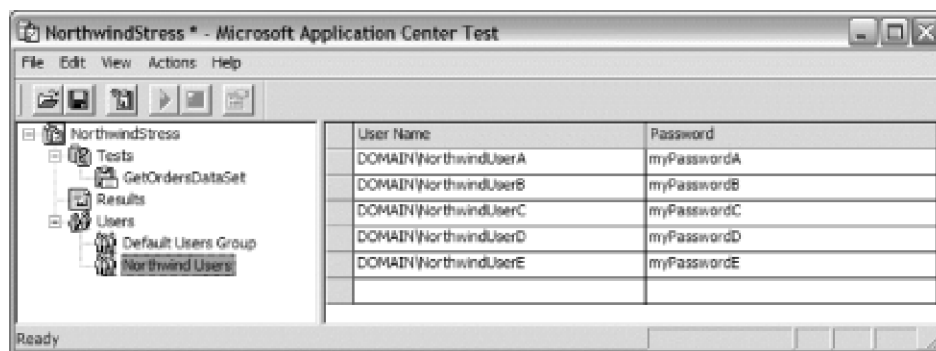 NorthwindStress * - Microsoft Application Center Test
File Edit View Actions Help
NorthwindStress
Tests
GetOrdersDataSet
Results
Users
Default Users Group
Northwind Users
User Name Password
DOMAIN\NorthwindUserA myPasswordA
DOMAIN\NorthwindUserB myPasswordB
DOMAIN\NorthwindUserC myPasswordC
DOMAIN\NorthwindUserD myPasswordD
DOMAIN\NorthwindUserE myPasswordE
Ready